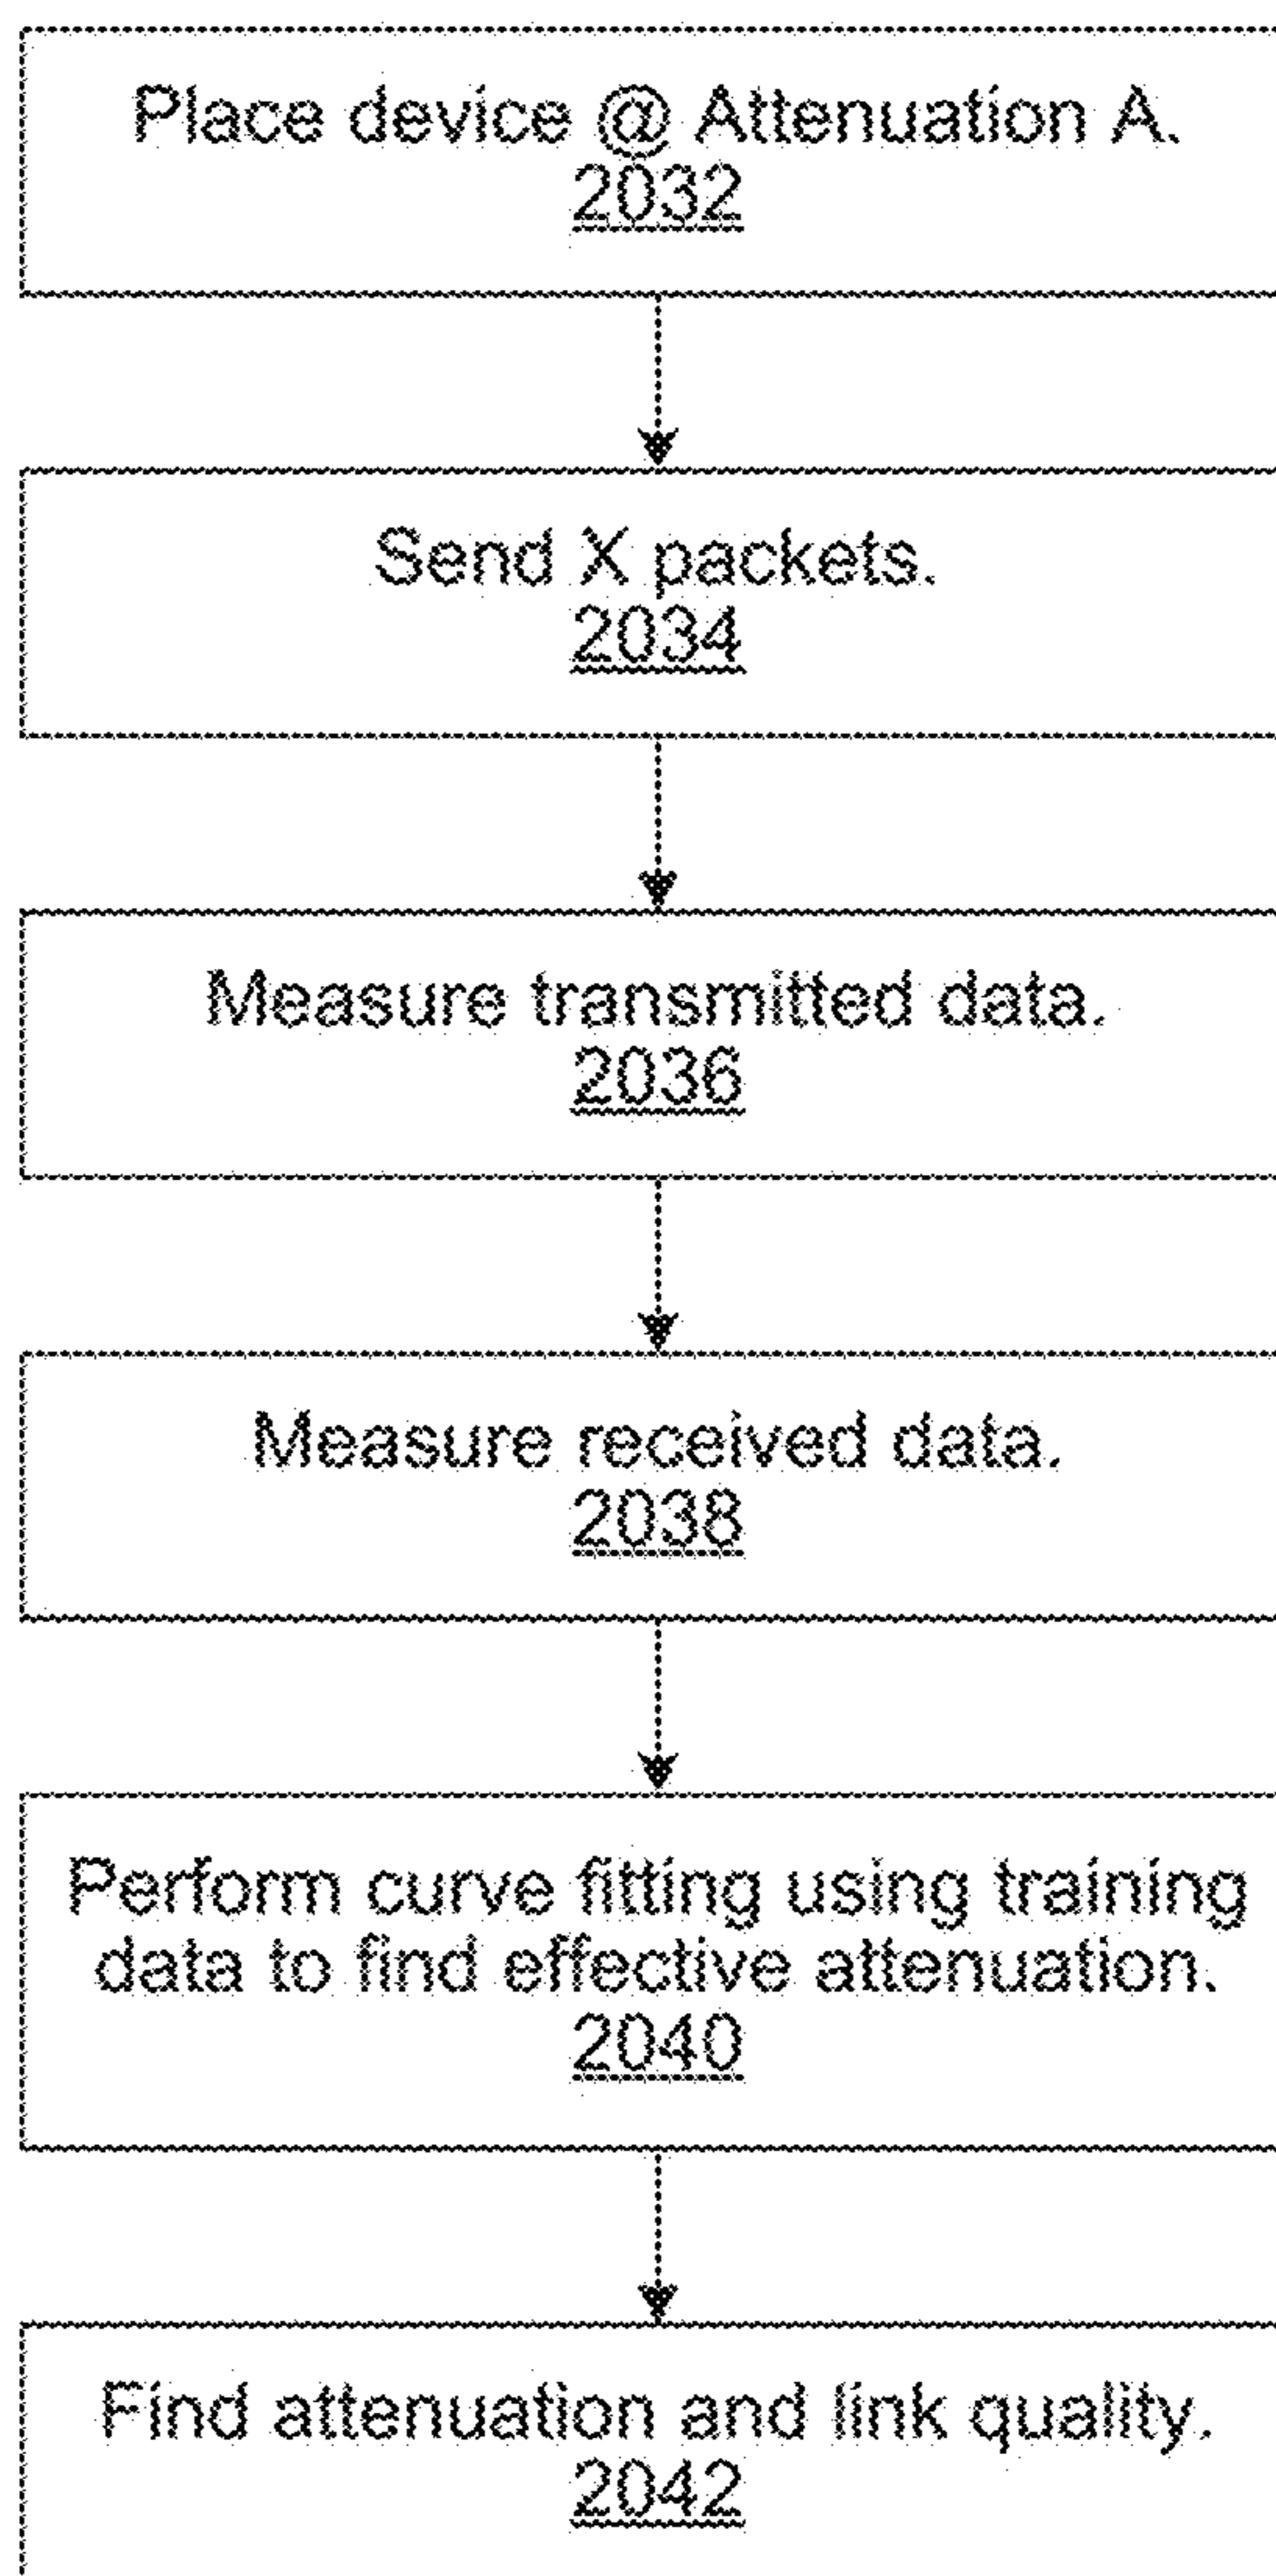 Place device @ Attenuation A.
2032
Send X packets.
2034
Measure transmitted data.
2036
Measure received data.
2038
Perform curve fitting using training
data to find effective attenuation.
2040
Find attenuation and link quality.
2042